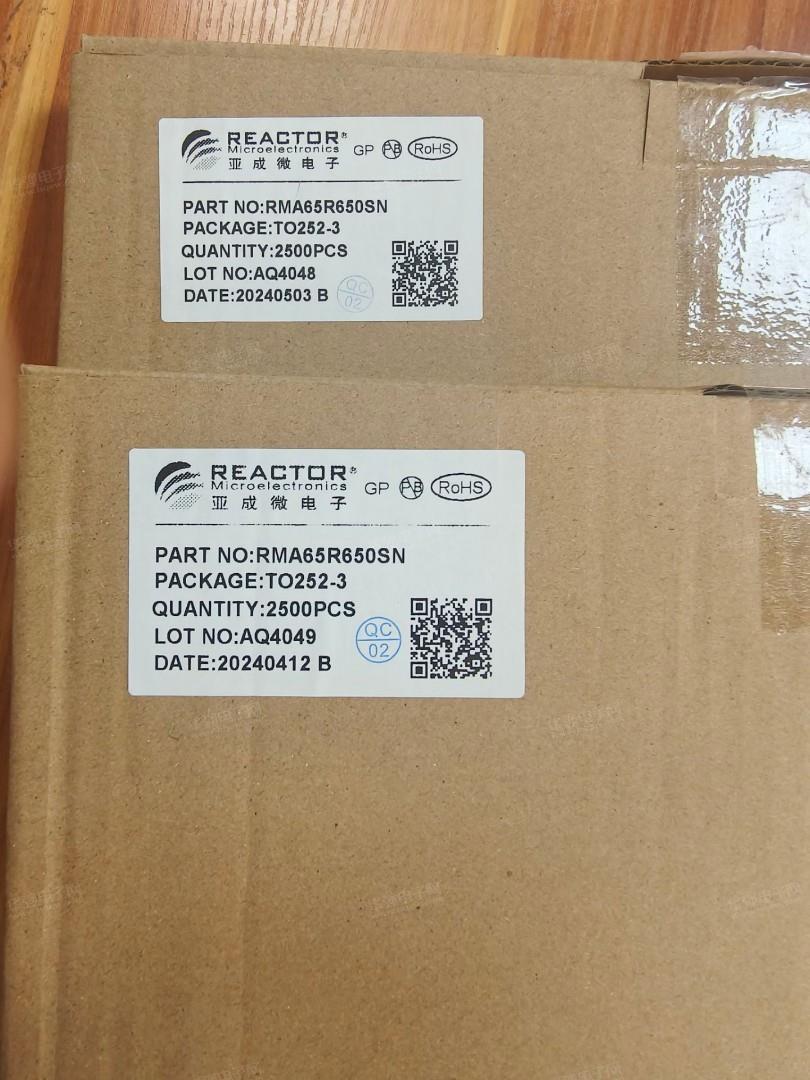 REACTOR®
Microelectronics
亚成微电子
GP Pb RoHS
PART NO:RMA65R650SN
PACKAGE:TO252-3
QUANTITY:2500PCS
LOT NO:AQ4048
DATE:20240503 B
QC
02
REACTOR®
Microelectronics
亚成微电子
GP Pb RoHS
PART NO:RMA65R650SN
PACKAGE:TO252-3
QUANTITY:2500PCS
LOT NO:AQ4049
DATE:20240412 B
QC
02